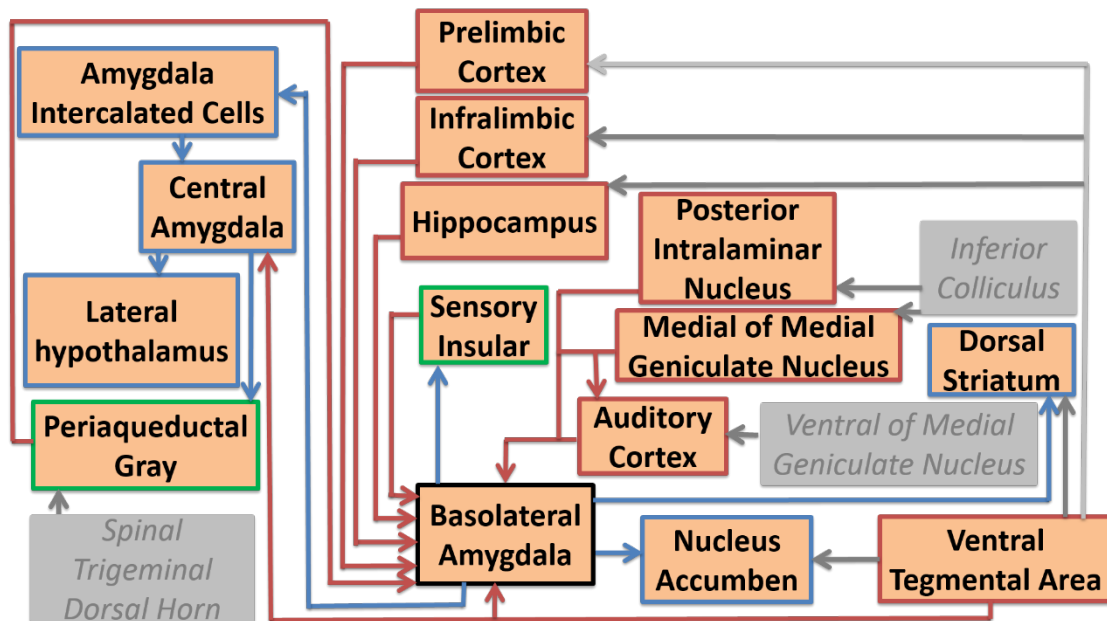 Prelimbic
Cortex
Amygdala
Intercalated Cells
Infralimbic
Cortex
Central
Amygdala
Hippocampus
Posterior
Intralaminar
Nucleus
Inferior
Colliculus
Lateral
hypothalamus
Sensory
Insular
Medial of Medial
Geniculate Nucleus
Dorsal
Striatum
Periaqueductal
Gray
Auditory
Cortex
Ventral of Medial
Geniculate Nucleus
Spinal
Trigeminal
Dorsal Horn
Basolateral
Amygdala
Nucleus
Accumben
Ventral
Tegmental Area